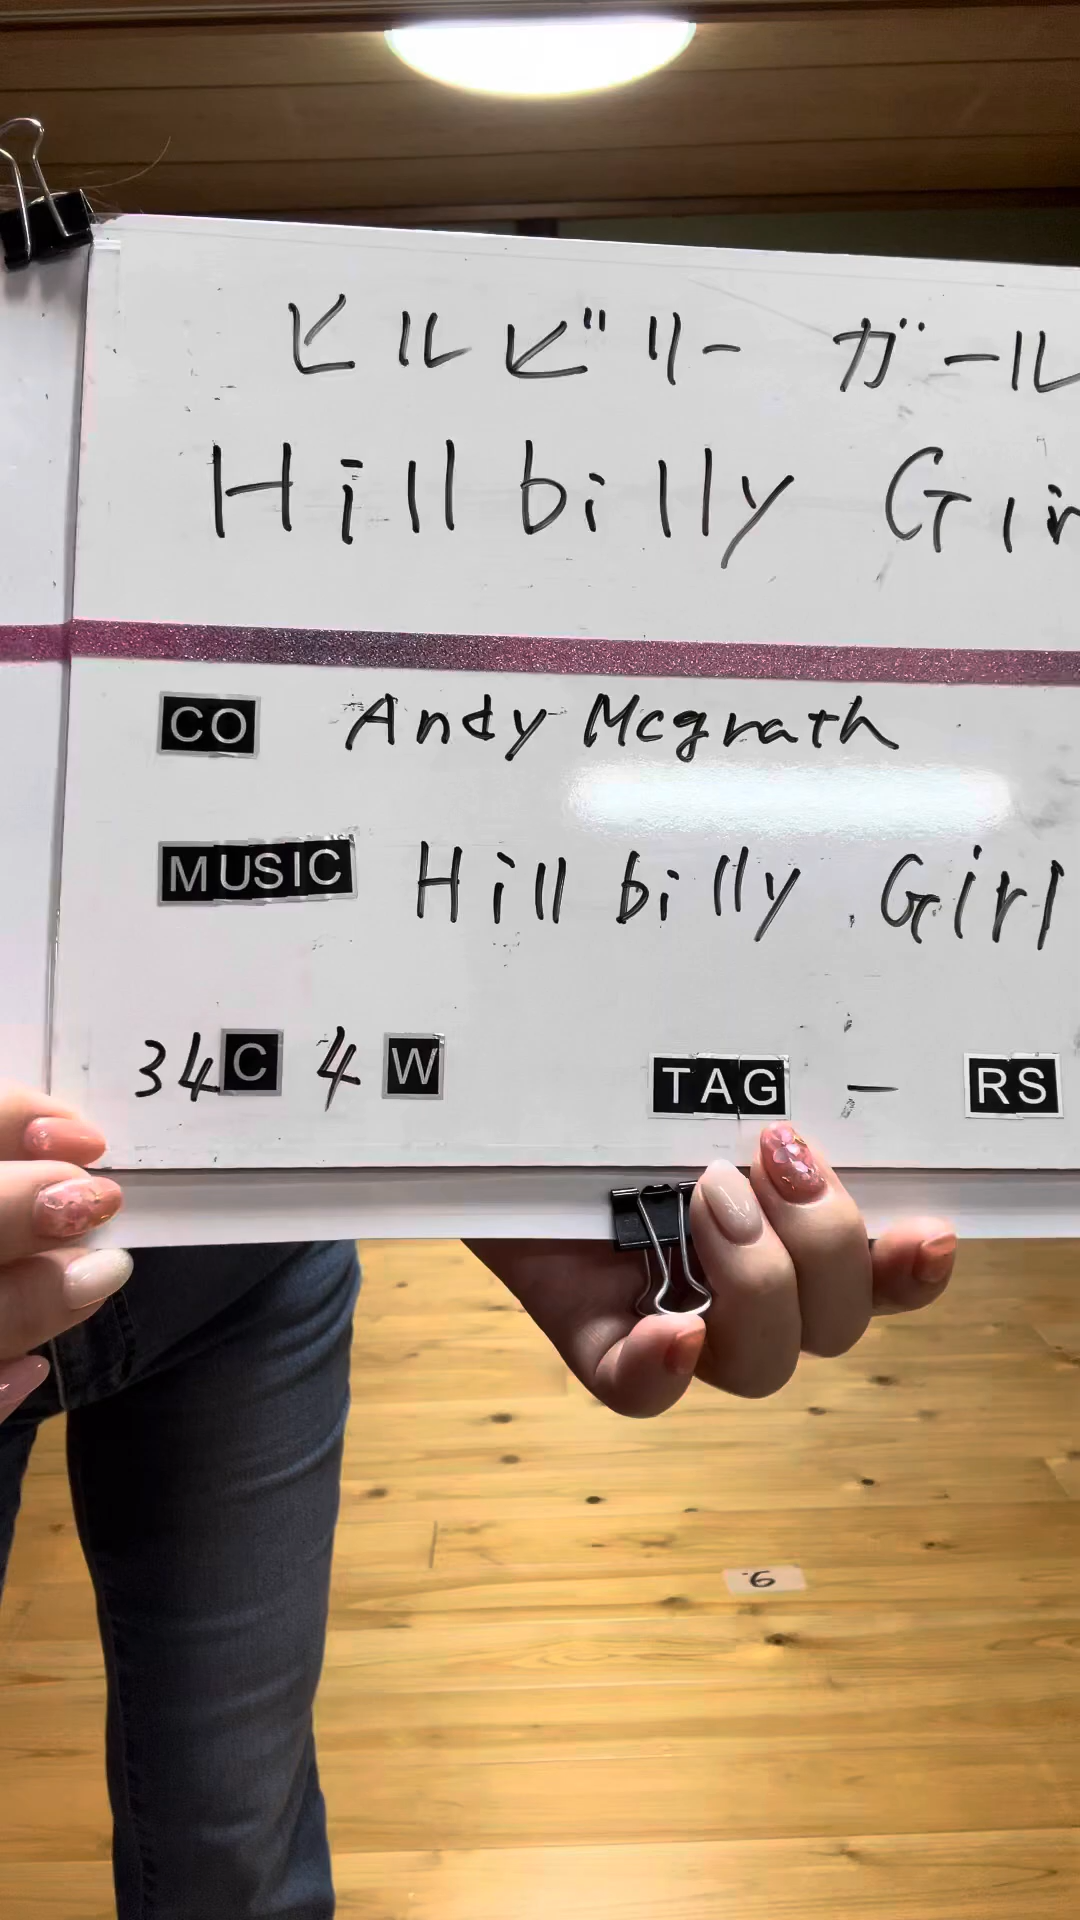 ヒルビリー ガール
Hillbilly Gir
CO Andy Mcgrath
MUSIC Hillbilly Girl
34C 4W TAG - RS
6